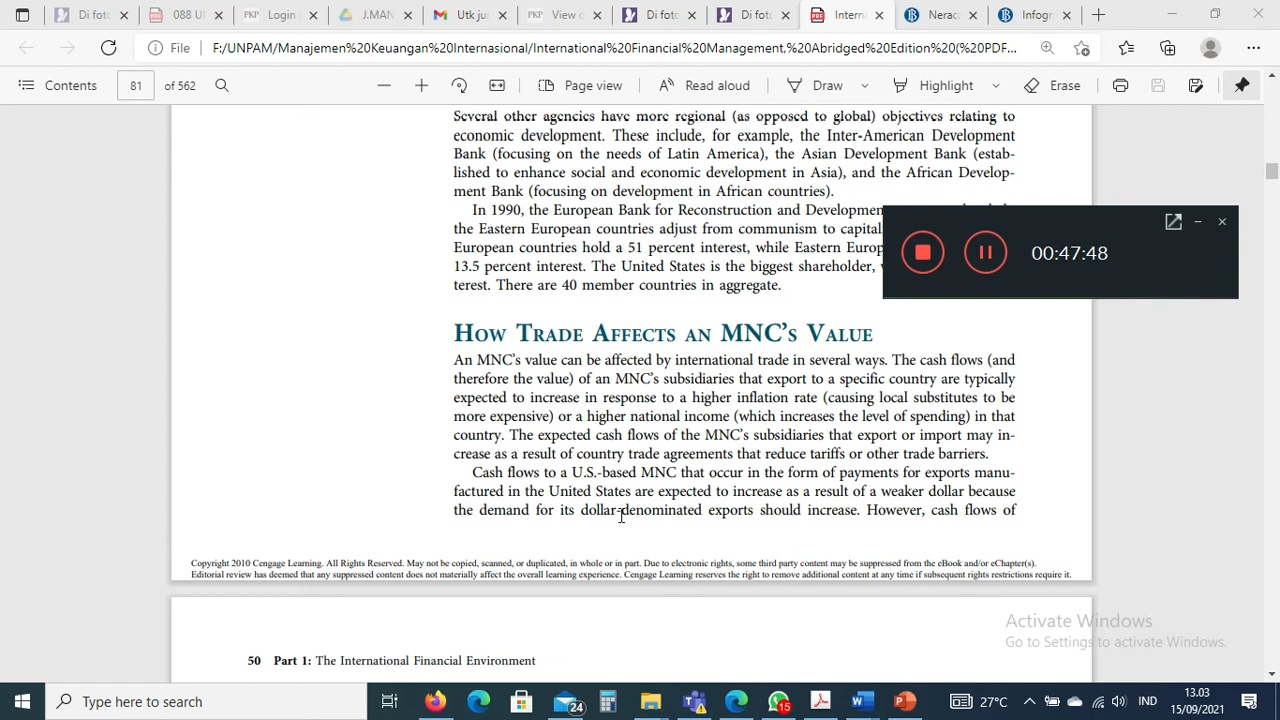 Di foto
088 U
Login
J.MAN
Utk jur
View c
Di foto
Di foto
Interna
Neraca
Infogr
File
F:/UNPAM/Manajemen%20Keuangan%20Internasional/International%20Financial%20Management,%20Abridged%20Edition%20(%20PDF...
Contents
81
of 562
Page view
Read aloud
Draw
Highlight
Erase
Several other agencies have more regional (as opposed to global) objectives relating to
economic development. These include, for example, the Inter-American Development
Bank (focusing on the needs of Latin America), the Asian Development Bank (estab-
lished to enhance social and economic development in Asia), and the African Develop-
ment Bank (focusing on development in African countries).
In 1990, the European Bank for Reconstruction and Developmen
the Eastern European countries adjust from communism to capital
European countries hold a 51 percent interest, while Eastern Europ
13.5 percent interest. The United States is the biggest shareholder,
terest. There are 40 member countries in aggregate.
00:47:48
HOW TRADE AFFECTS AN MNC'S VALUE
An MNC's value can be affected by international trade in several ways. The cash flows (and
therefore the value) of an MNC's subsidiaries that export to a specific country are typically
expected to increase in response to a higher inflation rate (causing local substitutes to be
more expensive) or a higher national income (which increases the level of spending) in that
country. The expected cash flows of the MNC's subsidiaries that export or import may in-
crease as a result of country trade agreements that reduce tariffs or other trade barriers.
Cash flows to a U.S.-based MNC that occur in the form of payments for exports manu-
factured in the United States are expected to increase as a result of a weaker dollar because
the demand for its dollar-denominated exports should increase. However, cash flows of
Copyright 2010 Cengage Learning. All Rights Reserved. May not be copied, scanned, or duplicated, in whole or in part. Due to electronic rights, some third party content may be suppressed from the eBook and/or eChapter(s).
Editorial review has deemed that any suppressed content does not materially affect the overall learning experience. Cengage Learning reserves the right to remove additional content at any time if subsequent rights restrictions require it.
Activate Windows
Go to Settings to activate Windows.
50 Part 1: The International Financial Environment
Type here to search
24
15
27°C
IND
13.03
15/09/2021